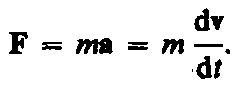 F = ma = m dv/dt.